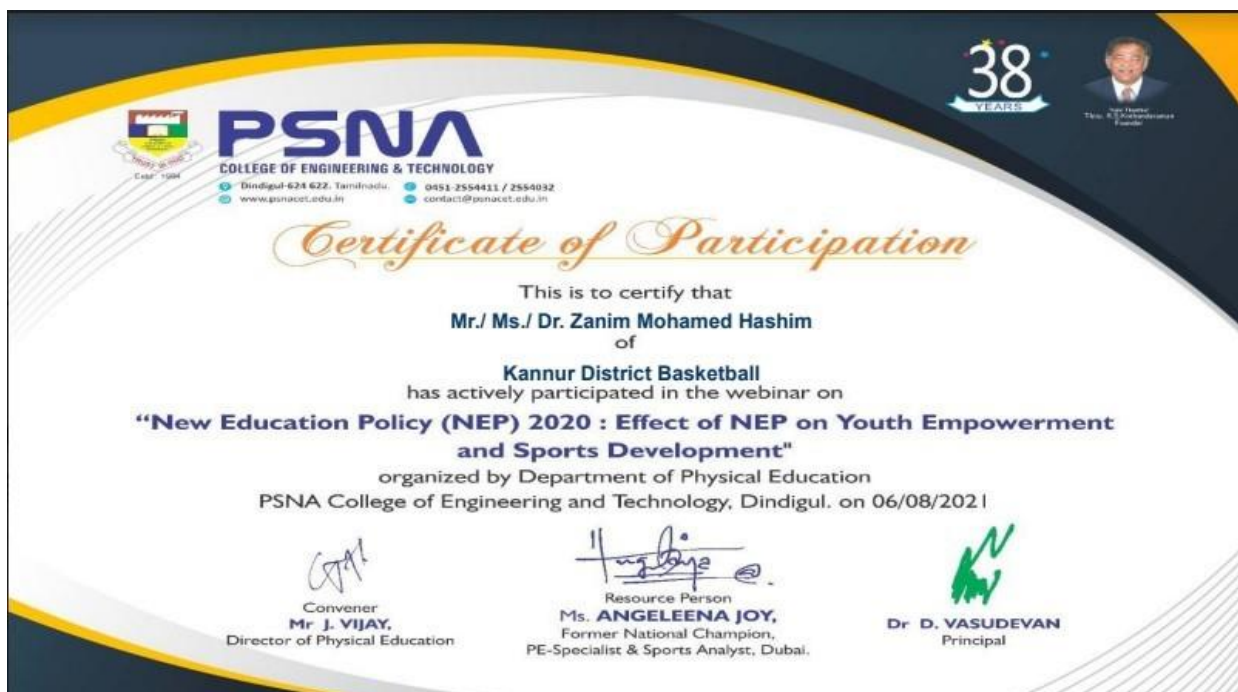 38
YEARS
Thiru. R.S.Kothandaraman
Founder
Estd : 1984
PSNA
COLLEGE OF ENGINEERING & TECHNOLOGY
Dindigul-624 622. Tamilnadu. 0451-2554411 / 2554032
www.psnacet.edu.in contact@psnacet.edu.in
Certificate of Participation
This is to certify that
Mr./ Ms./ Dr. Zanim Mohamed Hashim
of
Kannur District Basketball
has actively participated in the webinar on
“New Education Policy (NEP) 2020 : Effect of NEP on Youth Empowerment
and Sports Development"
organized by Department of Physical Education
PSNA College of Engineering and Technology, Dindigul. on 06/08/2021
Convener
Mr J. VIJAY,
Director of Physical Education
Resource Person
Ms. ANGELEENA JOY,
Former National Champion,
PE-Specialist & Sports Analyst, Dubai.
Dr D. VASUDEVAN
Principal